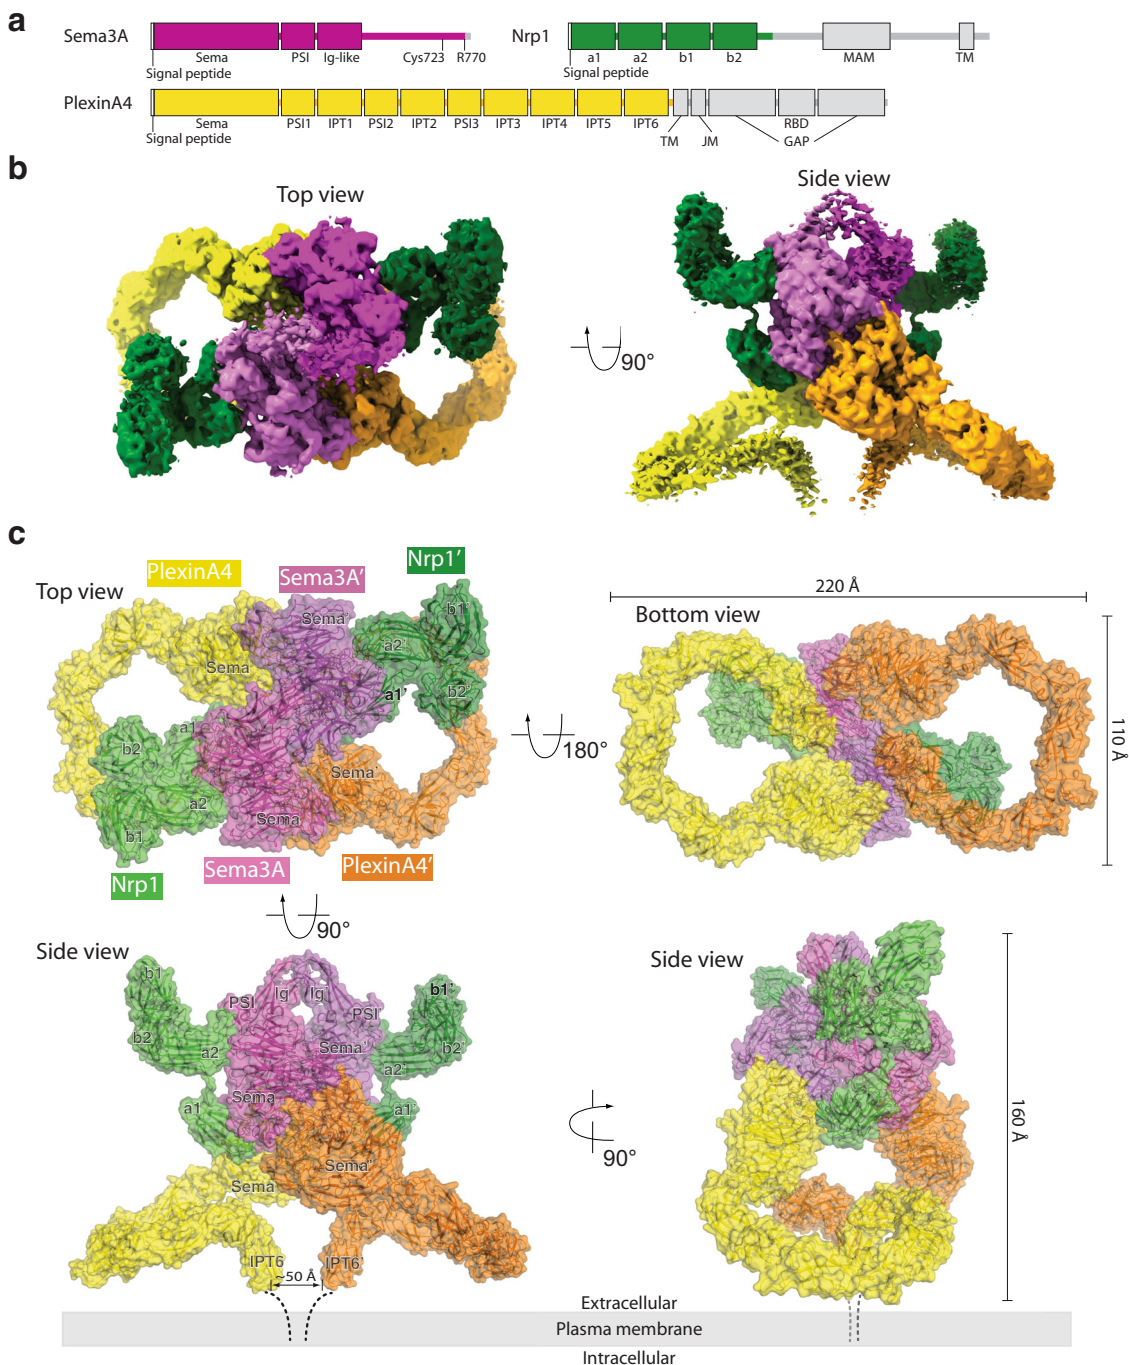 a
Sema3A
Sema
PSI
Ig-like
Cys723
R770
Signal peptide
Nrp1
a1
a2
b1
b2
MAM
TM
Signal peptide
PlexinA4
Sema
PSI1
IPT1
PSI2
IPT2
PSI3
IPT3
IPT4
IPT5
IPT6
TM
JM
RBD
GAP
Signal peptide
b
Top view
Side view
90°
c
Top view
PlexinA4
Sema3A'
Nrp1'
Sema'
Sema
b1'
a2'
a1'
b2'
a1
b2
a2
b1
Sema'
Sema
Nrp1
Sema3A
PlexinA4'
180°
Bottom view
220 Å
110 Å
90°
Side view
b1
b2
a2
a1
PSI
Ig
Ig'
PSI'
Sema'
Sema
b1'
b2'
a2'
a1'
Sema'
Sema
IPT6
IPT6'
~50 Å
90°
Side view
160 Å
Extracellular
Plasma membrane
Intracellular